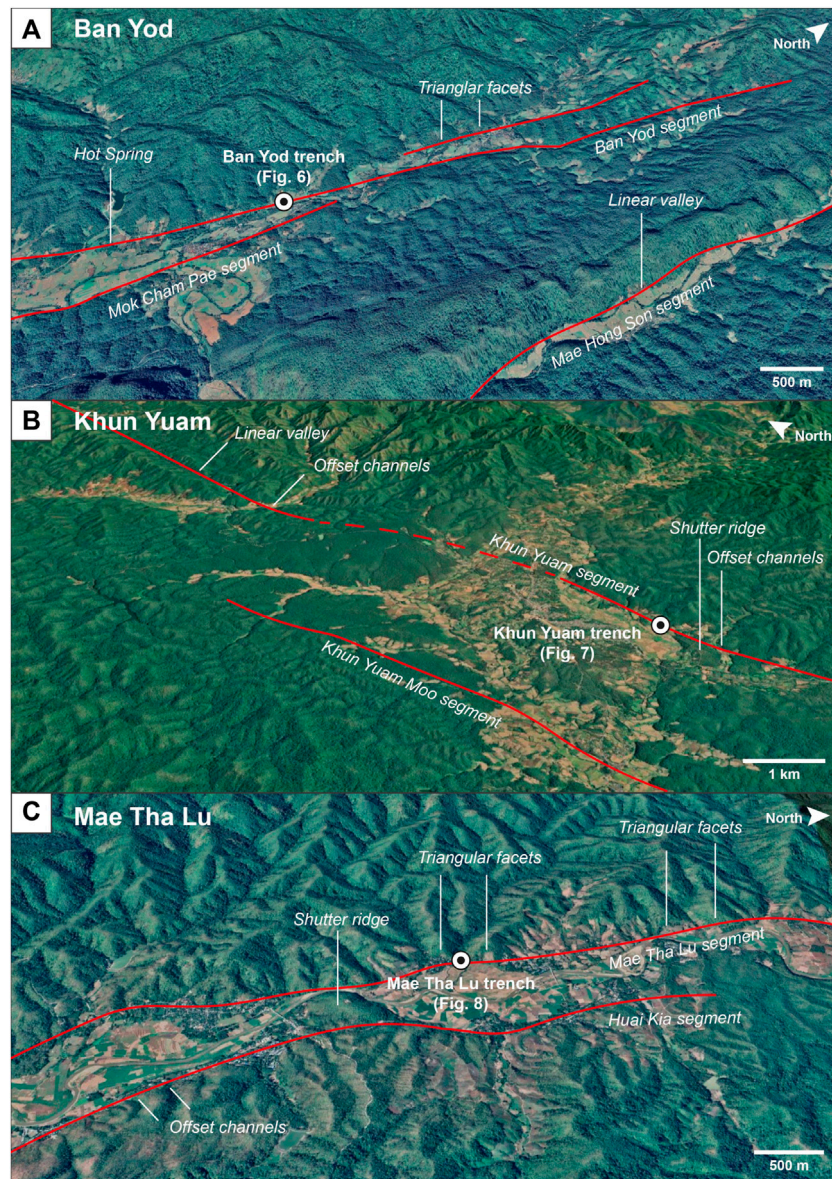 A
Ban Yod
North
Trianglar facets
Ban Yod segment
Hot Spring
Ban Yod trench
(Fig. 6)
Linear valley
Mok Cham Pae segment
Mae Hong Son segment
500 m
B
Khun Yuam
North
Linear valley
Offset channels
Shutter ridge
Khun Yuam segment
Offset channels
Khun Yuam trench
(Fig. 7)
Khun Yuam Moo segment
1 km
C
Mae Tha Lu
North
Triangular facets
Triangular facets
Shutter ridge
Mae Tha Lu segment
Mae Tha Lu trench
(Fig. 8)
Huai Kia segment
Offset channels
500 m